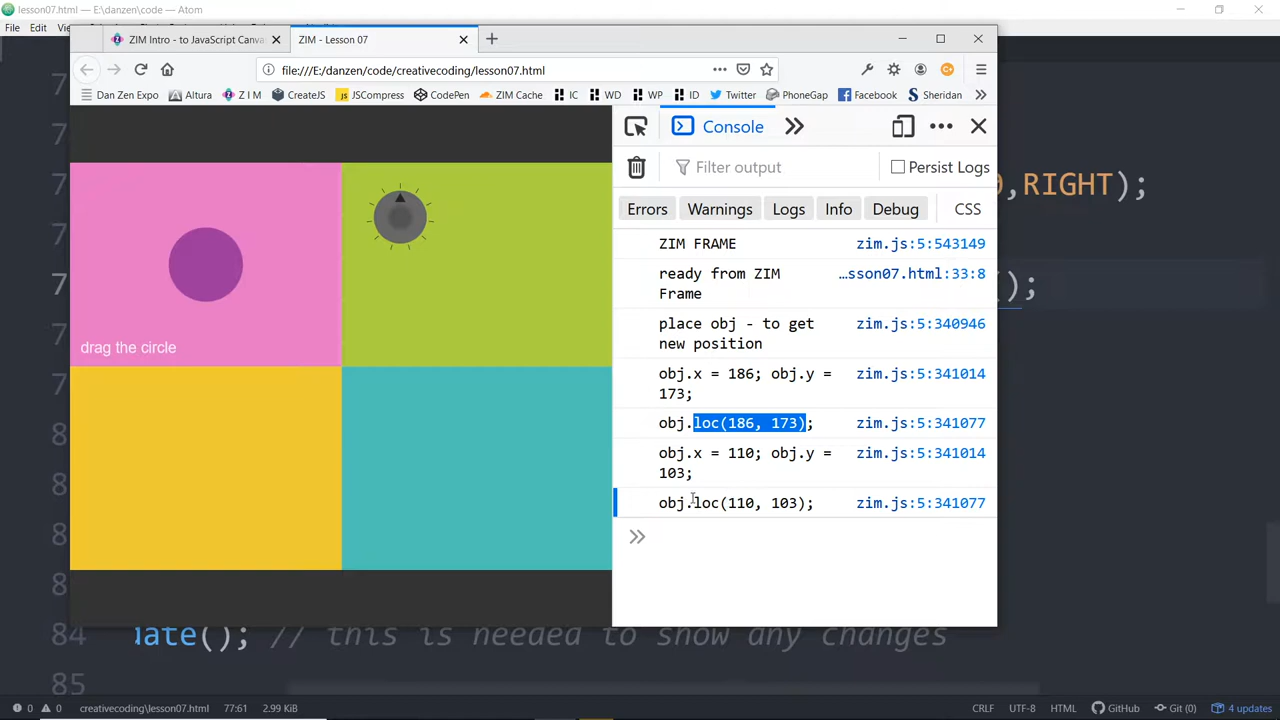 lesson07.html — E:\danzen\code — Atom
File Edit
ZIM Intro - to JavaScript Canva
ZIM - Lesson 07
file:///E:/danzen/code/creativecoding/lesson07.html
Dan Zen Expo
Altura
Z I M
CreateJS
JSCompress
CodePen
ZIM Cache
IC
WD
WP
ID
Twitter
PhoneGap
Facebook
Sheridan
Console
Filter output
Persist Logs
Errors Warnings Logs Info Debug CSS
ZIM FRAME zim.js:5:543149
ready from ZIM …sson07.html:33:8
Frame
place obj - to get zim.js:5:340946
new position
obj.x = 186; obj.y = zim.js:5:341014
173;
obj.loc(186, 173); zim.js:5:341077
obj.x = 110; obj.y = zim.js:5:341014
103;
obj.loc(110, 103); zim.js:5:341077
drag the circle
,RIGHT);
();
84 date(); // this is needed to show any changes
85
0 0 creativecoding\lesson07.html 77:61 2.99 KiB CRLF UTF-8 HTML GitHub Git (0) 4 updates